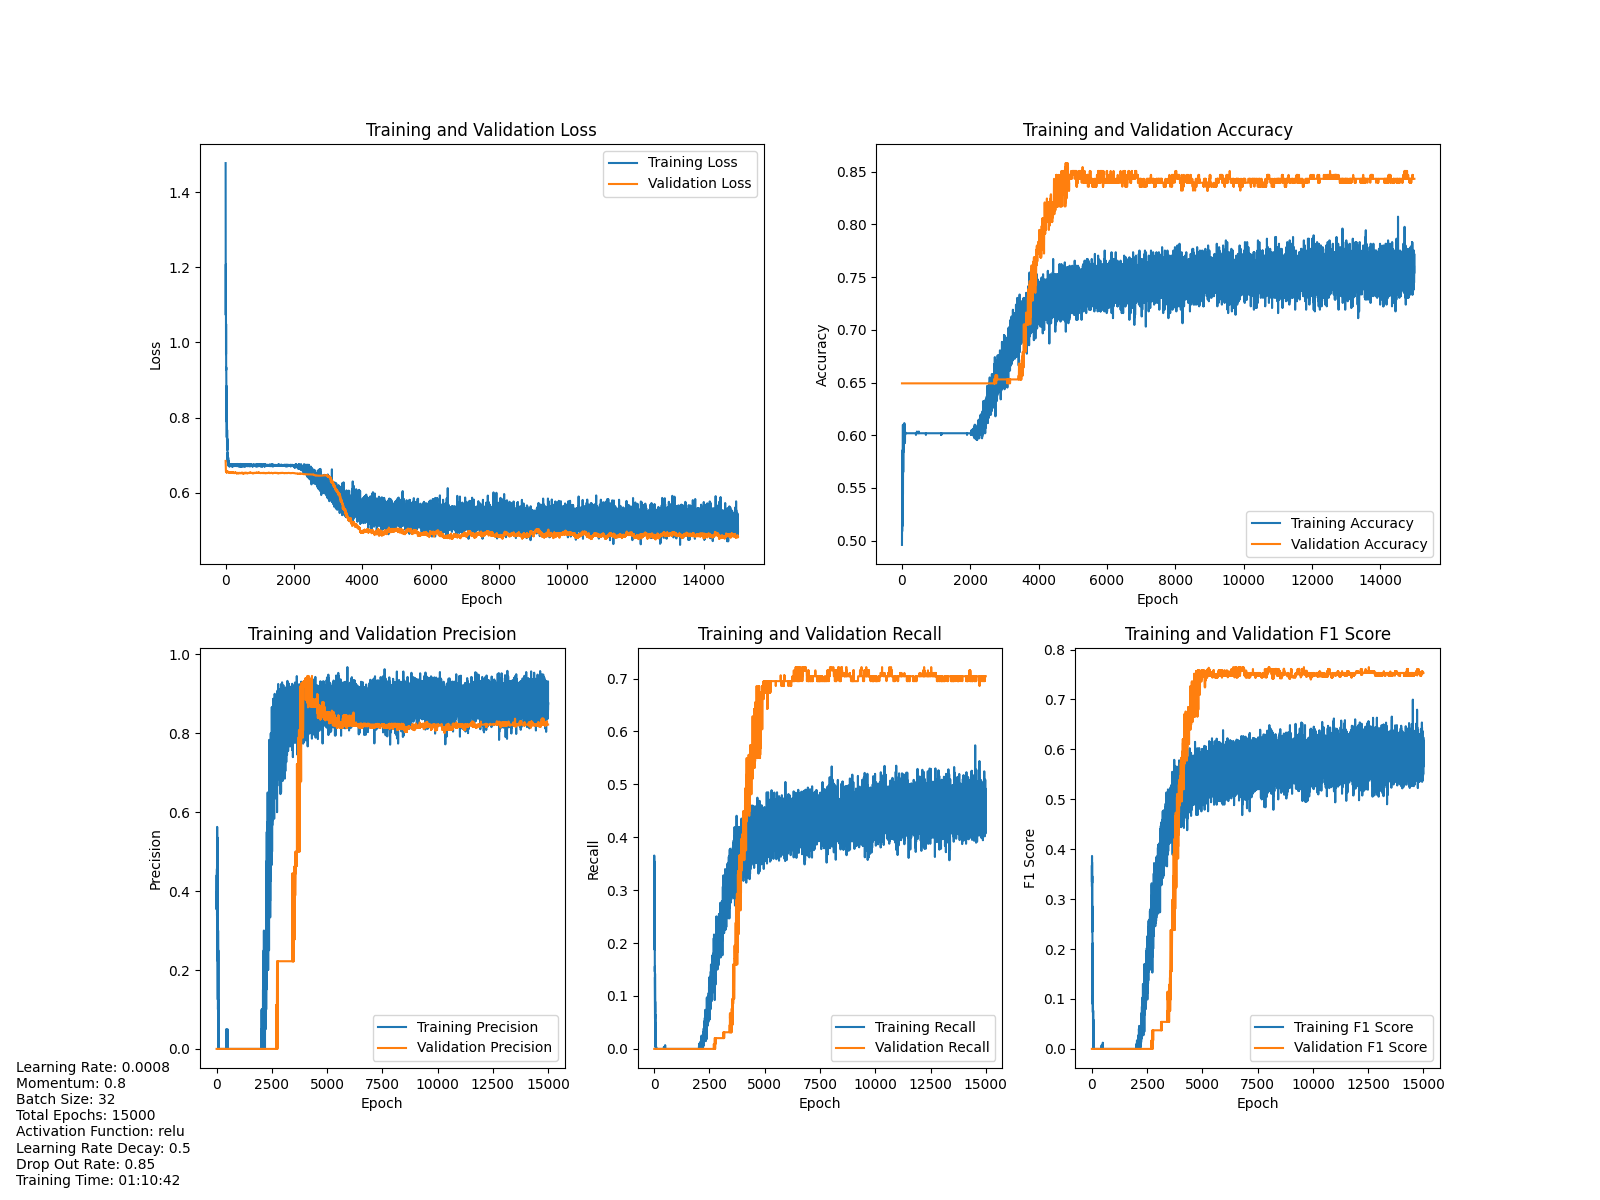 Training and Validation Loss
1.4
1.2
1.0
0.8
0.6
Loss
0
2000
4000
6000
8000
10000
12000
14000
Epoch
Training Loss
Validation Loss
Training and Validation Accuracy
0.85
0.80
0.75
0.70
0.65
0.60
0.55
0.50
Accuracy
0
2000
4000
6000
8000
10000
12000
14000
Epoch
Training Accuracy
Validation Accuracy
Training and Validation Precision
1.0
0.8
0.6
0.4
0.2
0.0
Precision
0
2500
5000
7500
10000
12500
15000
Epoch
Training Precision
Validation Precision
Training and Validation Recall
0.7
0.6
0.5
0.4
0.3
0.2
0.1
0.0
Recall
0
2500
5000
7500
10000
12500
15000
Epoch
Training Recall
Validation Recall
Training and Validation F1 Score
0.8
0.7
0.6
0.5
0.4
0.3
0.2
0.1
0.0
F1 Score
0
2500
5000
7500
10000
12500
15000
Epoch
Training F1 Score
Validation F1 Score
Learning Rate: 0.0008
Momentum: 0.8
Batch Size: 32
Total Epochs: 15000
Activation Function: relu
Learning Rate Decay: 0.5
Drop Out Rate: 0.85
Training Time: 01:10:42